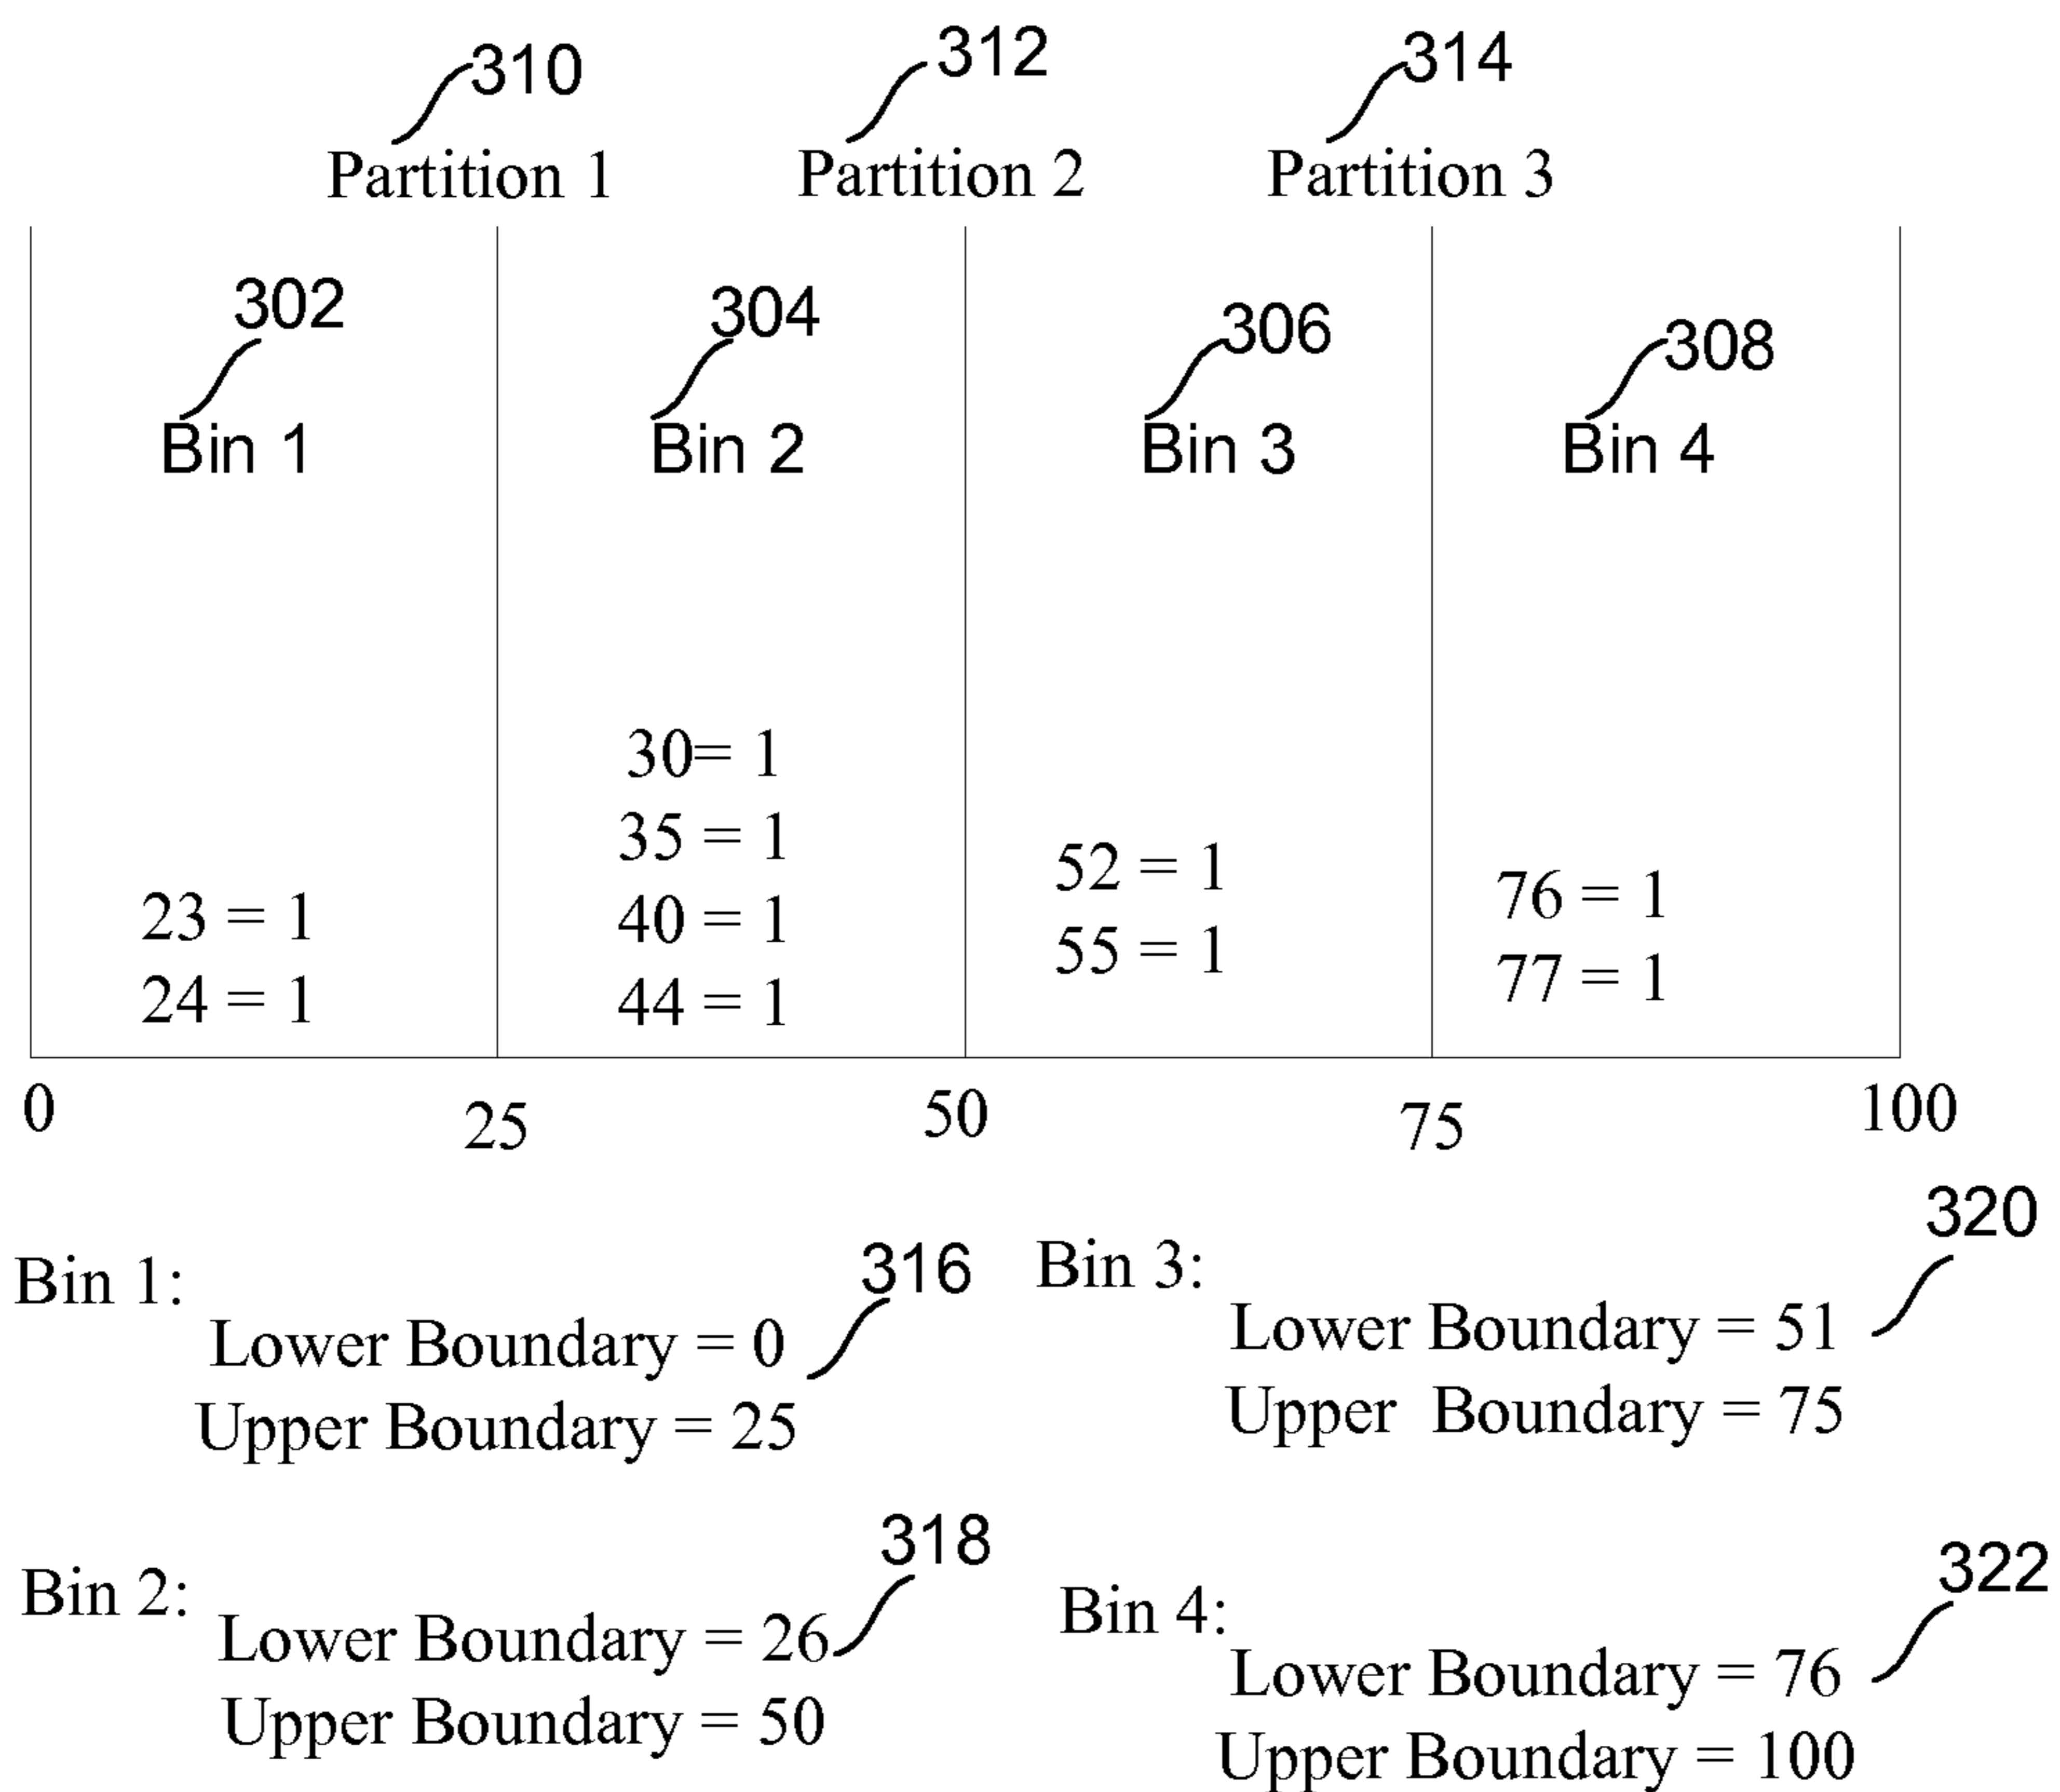 310
312
314
Partition 1
Partition 2
Partition 3
302
304
306
308
Bin 1
Bin 2
Bin 3
Bin 4
23 = 1
24 = 1
30= 1
35 = 1
40 = 1
44 = 1
52 = 1
55 = 1
76 = 1
77 = 1
0
25
50
75
100
Bin 1:
316
Lower Boundary = 0
Upper Boundary = 25
Bin 3:
320
Lower Boundary = 51
Upper Boundary = 75
Bin 2:
318
Lower Boundary = 26
Upper Boundary = 50
Bin 4:
322
Lower Boundary = 76
Upper Boundary = 100